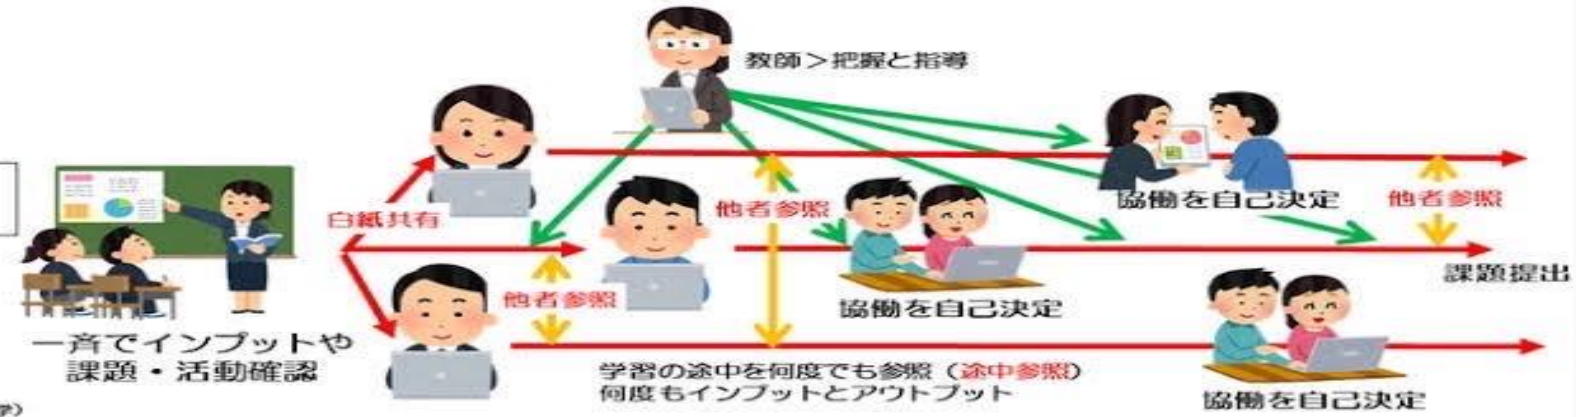 教師＞把握と指導
白紙共有
他者参照
協働を自己決定
他者参照
他者参照
協働を自己決定
課題提出
一斉でインプットや
課題・活動確認
学習の途中を何度でも参照（途中参照）
何度もインプットとアウトプット
協働を自己決定
学）